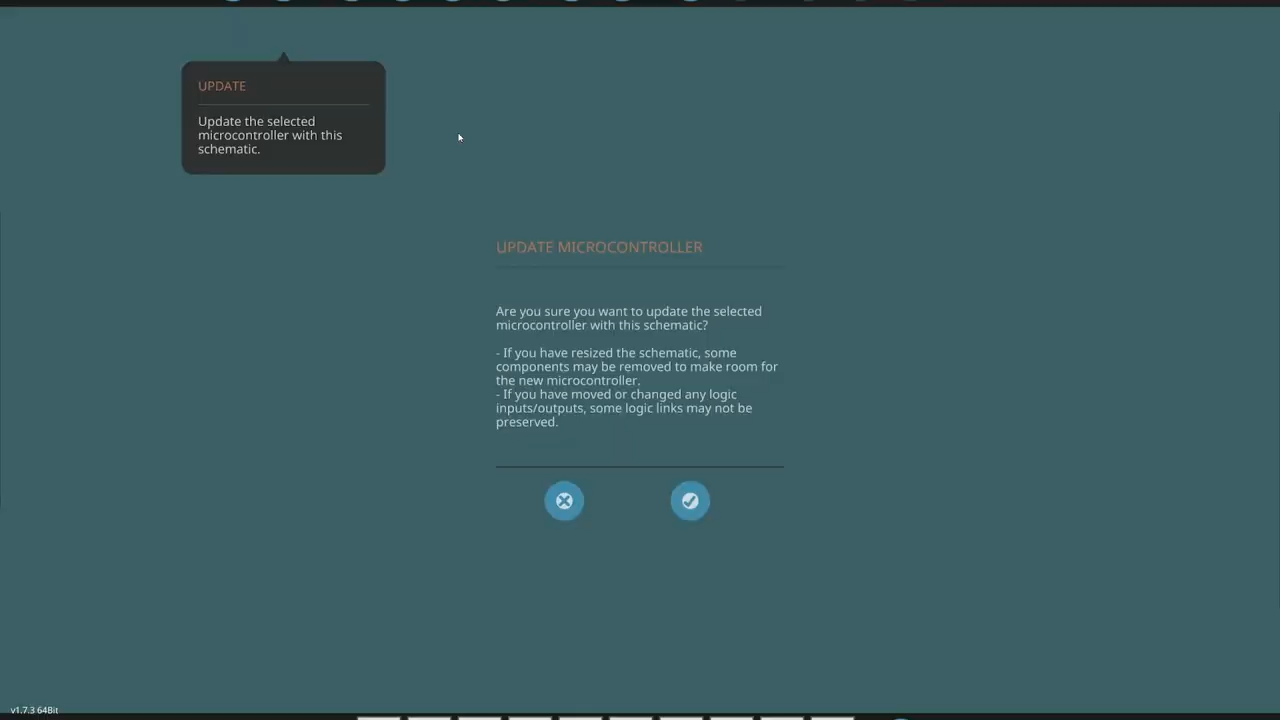 UPDATE
Update the selected
microcontroller with this
schematic.
UPDATE MICROCONTROLLER
Are you sure you want to update the selected
microcontroller with this schematic?
- If you have resized the schematic, some
components may be removed to make room for
the new microcontroller.
- If you have moved or changed any logic
inputs/outputs, some logic links may not be
preserved.
v1.7.3 64Bit